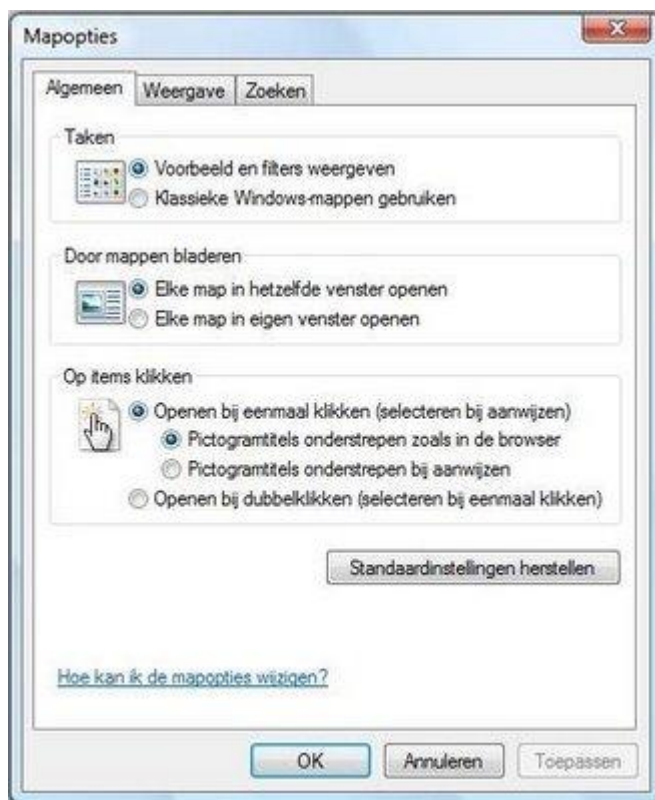 Mapopties
Algemeen Weergave Zoeken
Taken
Voorbeeld en filters weergeven
Klassieke Windows-mappen gebruiken
Door mappen bladeren
Elke map in hetzelfde venster openen
Elke map in eigen venster openen
Op items klikken
Openen bij eenmaal klikken (selecteren bij aanwijzen)
Pictogramtitels onderstrepen zoals in de browser
Pictogramtitels onderstrepen bij aanwijzen
Openen bij dubbelklikken (selecteren bij eenmaal klikken)
Standaardinstellingen herstellen
Hoe kan ik de mapopties wijzigen?
OK Annuleren Toepassen